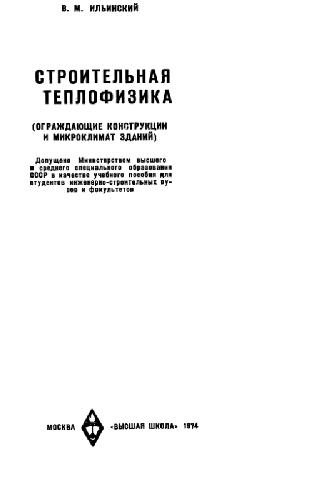 В. М. ИЛЬИНСКИЙ
СТРОИТЕЛЬНАЯ
ТЕПЛОФИЗИКА
(ОГРАЖДАЮЩИЕ КОНСТРУКЦИИ
И МИКРОКЛИМАТ ЗДАНИЙ)
Допущено Министерством высшего
и среднего специального образования
СССР в качестве учебного пособия для
студентов инженерно-строительных ву-
зов и факультетов
МОСКВА «ВЫСШАЯ ШКОЛА» 1974